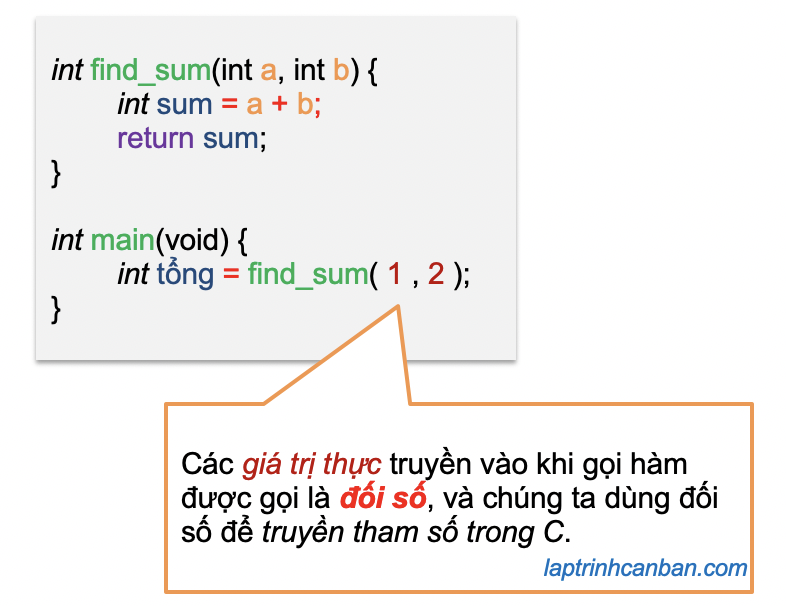 int find_sum(int a, int b) {
int sum = a + b;
return sum;
}
int main(void) {
int tổng = find_sum( 1 , 2 );
}
Các giá trị thực truyền vào khi gọi hàm
được gọi là đối số, và chúng ta dùng đối
số để truyền tham số trong C.
laptrinhcanban.com